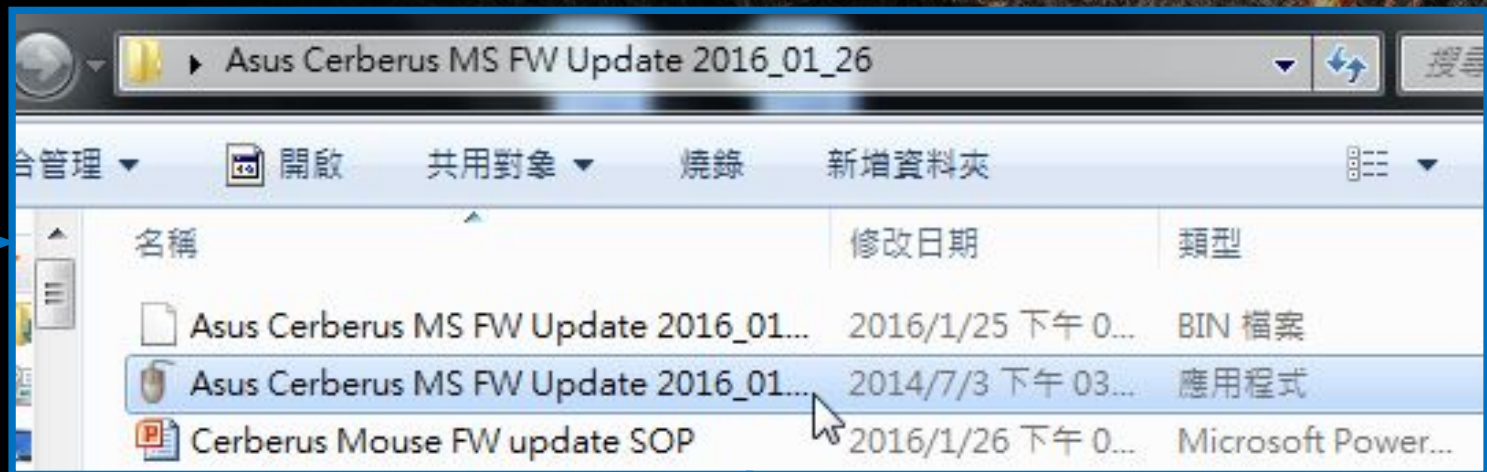 Asus Cerberus MS FW Update 2016_01_26 搜尋
合管理 開啟 共用對象 燒錄 新增資料夾
名稱 修改日期 類型
Asus Cerberus MS FW Update 2016_01... 2016/1/25 下午 0... BIN 檔案
Asus Cerberus MS FW Update 2016_01... 2014/7/3 下午 03... 應用程式
Cerberus Mouse FW update SOP 2016/1/26 下午 0... Microsoft Power...